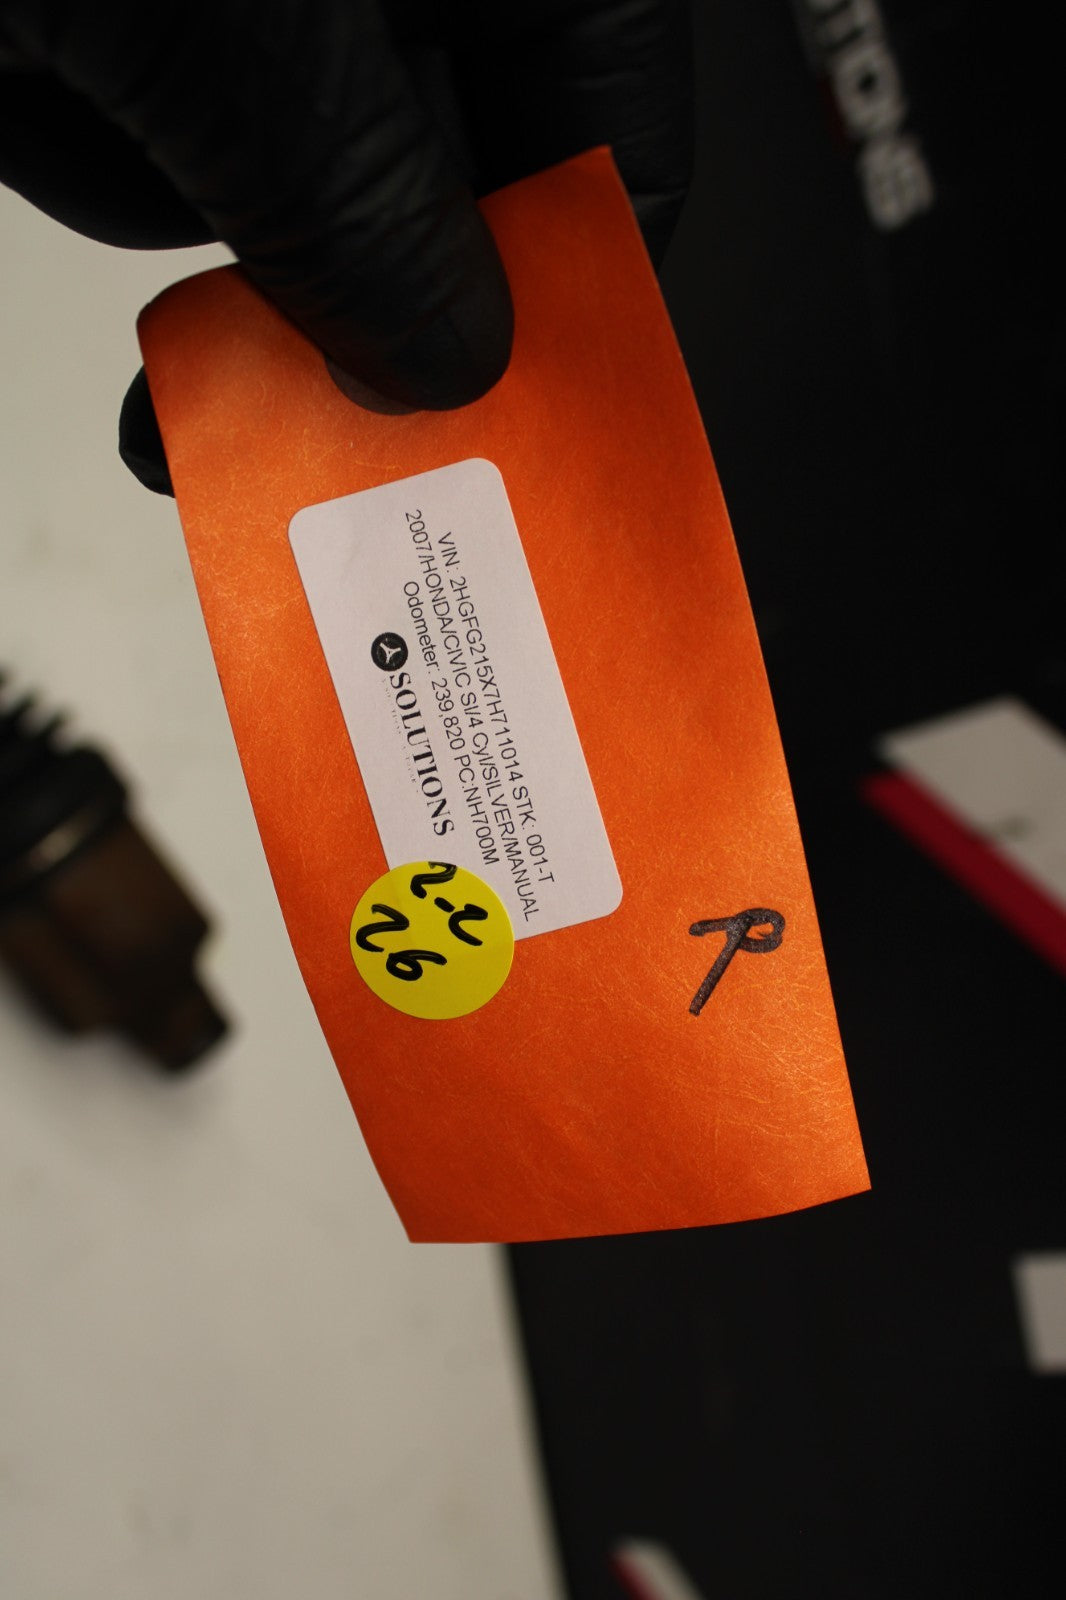 VIN: 2HGFG215X7H711014 STK: 001-T
2007/HONDA/CIVIC SI/4 Cyl/SILVER/MANUAL
Odometer: 239,820 PC:NH700M
SOLUTIONS
2-2
26
R
TIONS